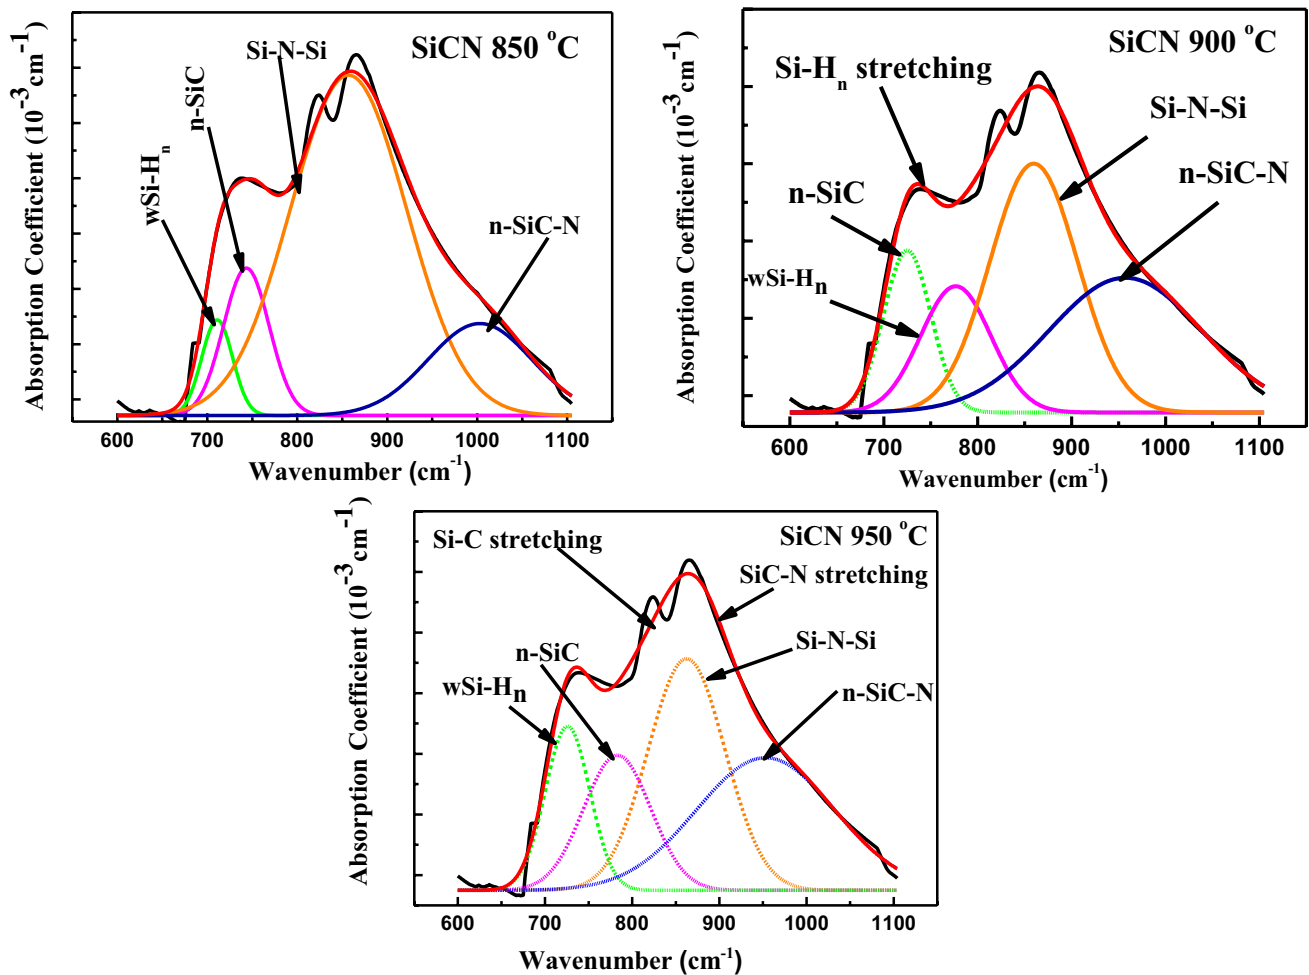 SiCN 850 °C
Si-N-Si
n-SiC
wSi-Hn
n-SiC-N
Absorption Coefficient (10-3 cm-1)
600 700 800 900 1000 1100
Wavenumber (cm-1)
SiCN 900 °C
Si-Hn stretching
Si-N-Si
n-SiC-N
n-SiC
wSi-Hn
Absorption Coefficient (10-3 cm-1)
600 700 800 900 1000 1100
Wavenumber (cm-1)
SiCN 950 °C
Si-C stretching
SiC-N stretching
Si-N-Si
n-SiC
wSi-Hn
n-SiC-N
Absorption Coefficient (10-3 cm-1)
600 700 800 900 1000 1100
Wavenumber (cm-1)